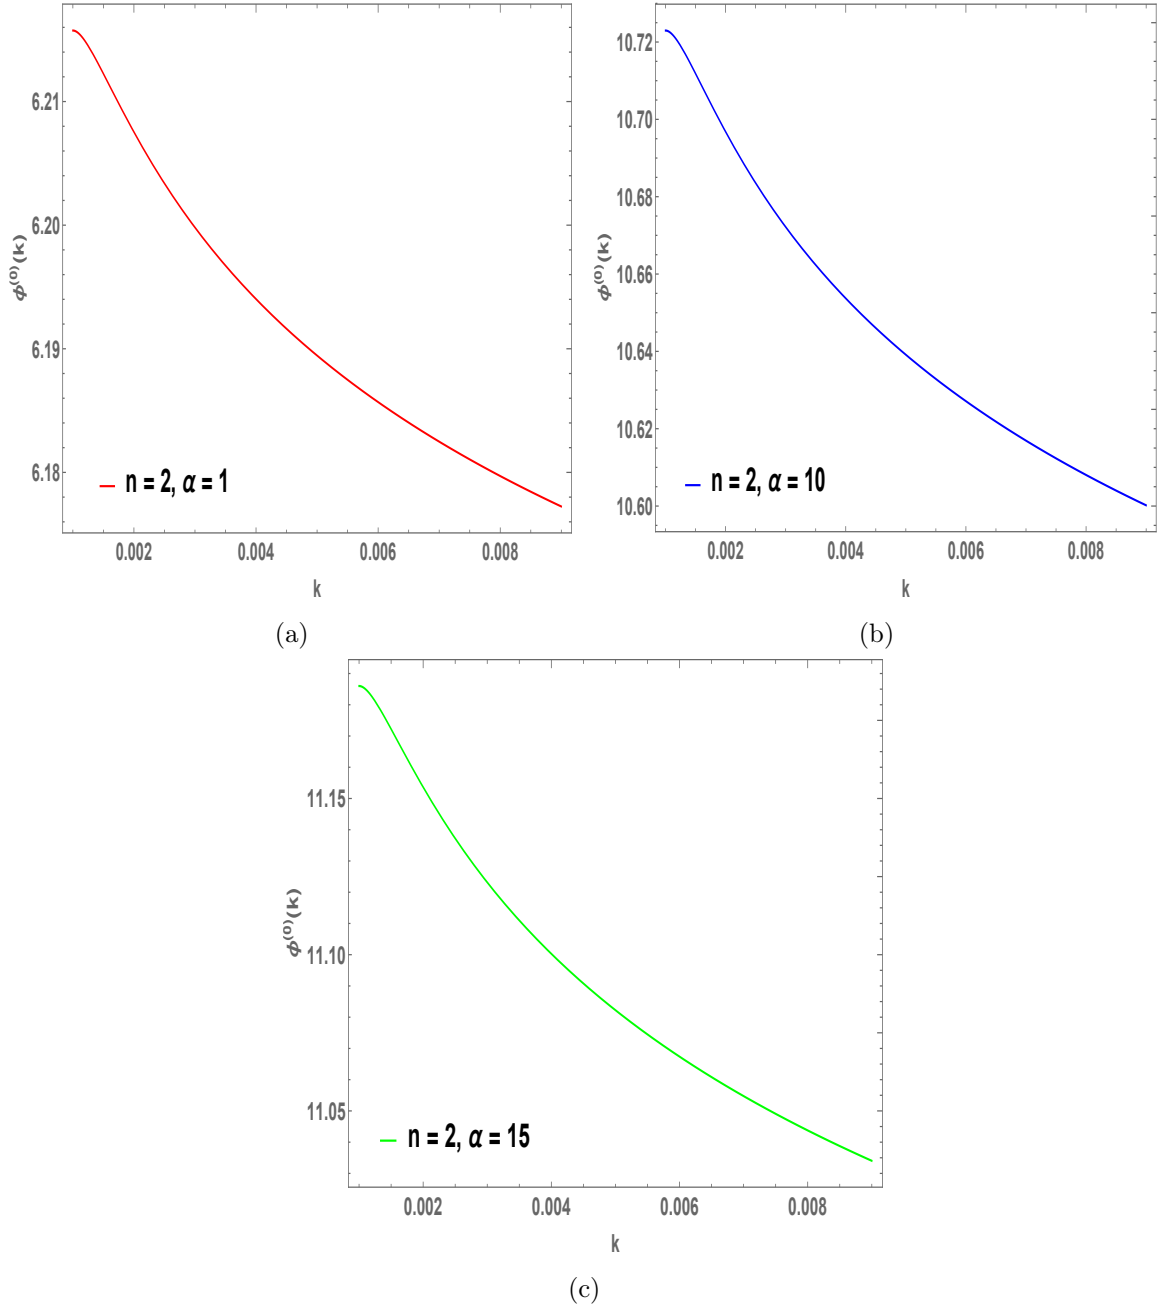 6.21
6.20
6.19
6.18
ϕ⁽⁰⁾(k)
n = 2, α = 1
0.002 0.004 0.006 0.008
k
(a)
10.72
10.70
10.68
10.66
10.64
10.62
10.60
ϕ⁽⁰⁾(k)
n = 2, α = 10
0.002 0.004 0.006 0.008
k
(b)
11.15
11.10
11.05
ϕ⁽⁰⁾(k)
n = 2, α = 15
0.002 0.004 0.006 0.008
k
(c)